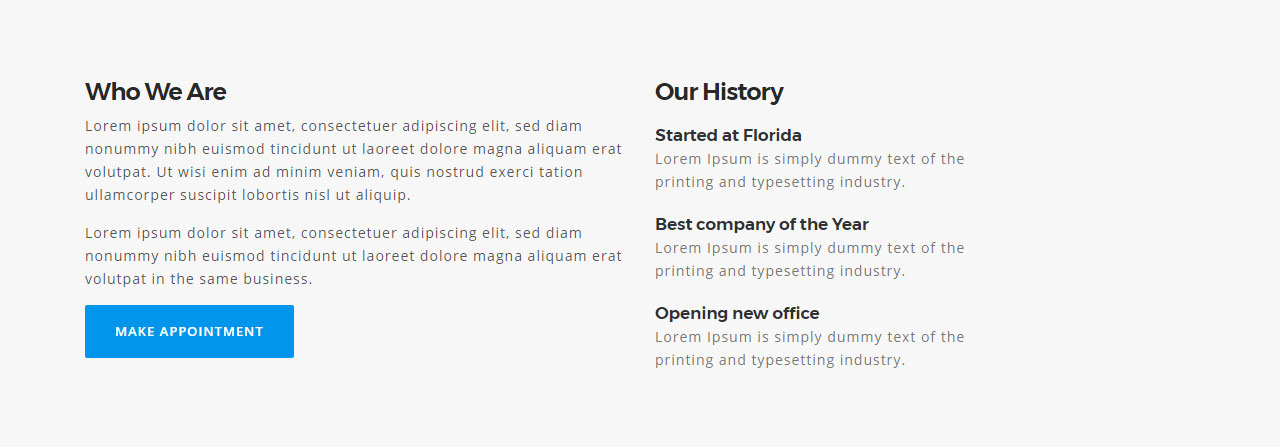 Who We Are
Lorem ipsum dolor sit amet, consectetuer adipiscing elit, sed diam
nonummy nibh euismod tincidunt ut laoreet dolore magna aliquam erat
volutpat. Ut wisi enim ad minim veniam, quis nostrud exerci tation
ullamcorper suscipit lobortis nisl ut aliquip.
Lorem ipsum dolor sit amet, consectetuer adipiscing elit, sed diam
nonummy nibh euismod tincidunt ut laoreet dolore magna aliquam erat
volutpat in the same business.
MAKE APPOINTMENT
Our History
Started at Florida
Lorem Ipsum is simply dummy text of the
printing and typesetting industry.
Best company of the Year
Lorem Ipsum is simply dummy text of the
printing and typesetting industry.
Opening new office
Lorem Ipsum is simply dummy text of the
printing and typesetting industry.